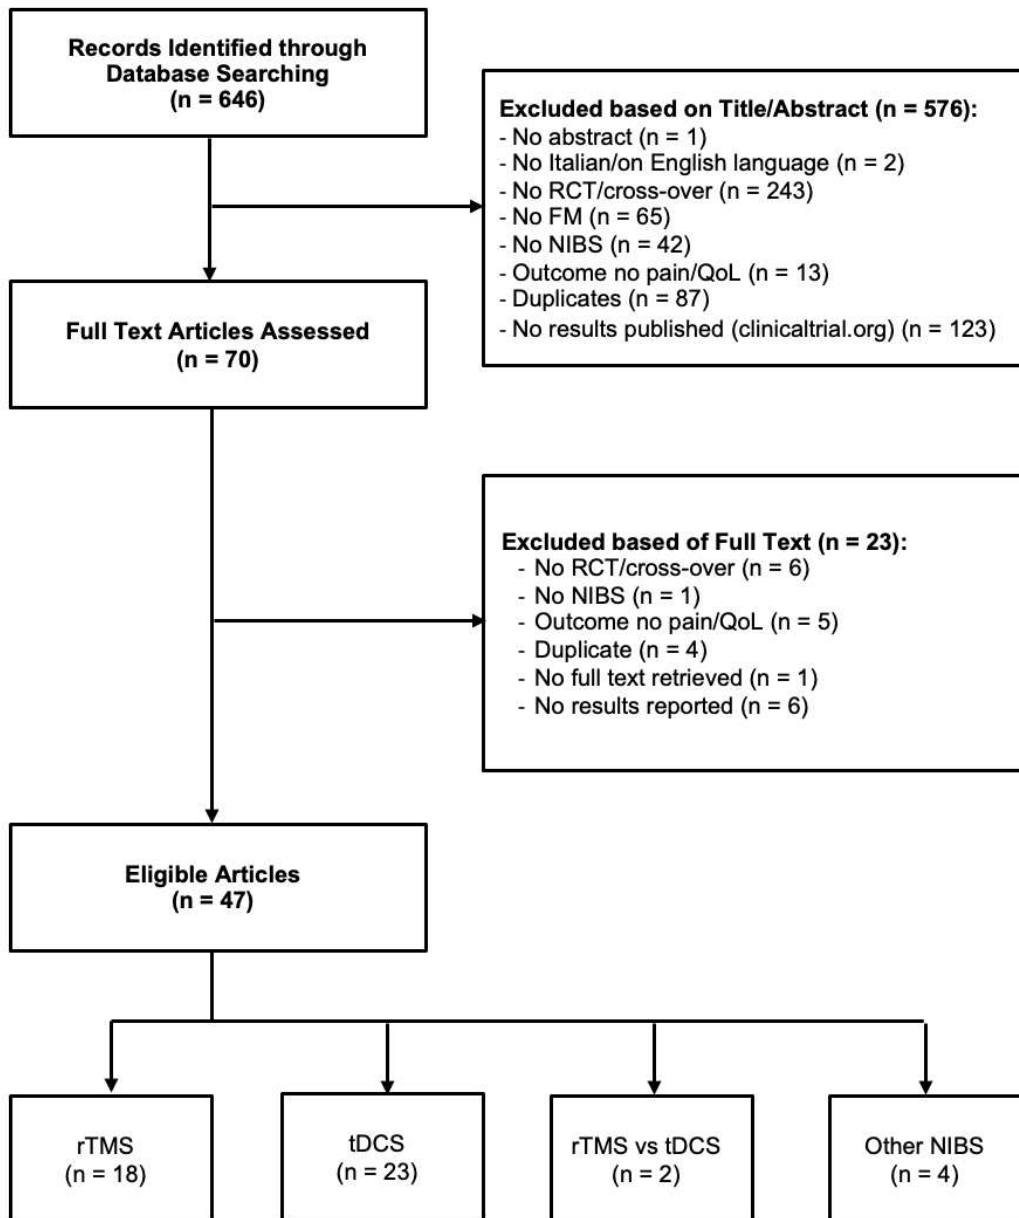 Records Identified through
Database Searching
(n = 646)
Excluded based on Title/Abstract (n = 576):
- No abstract (n = 1)
- No Italian/on English language (n = 2)
- No RCT/cross-over (n = 243)
- No FM (n = 65)
- No NIBS (n = 42)
- Outcome no pain/QoL (n = 13)
- Duplicates (n = 87)
- No results published (clinicaltrial.org) (n = 123)
Full Text Articles Assessed
(n = 70)
Excluded based of Full Text (n = 23):
- No RCT/cross-over (n = 6)
- No NIBS (n = 1)
- Outcome no pain/QoL (n = 5)
- Duplicate (n = 4)
- No full text retrieved (n = 1)
- No results reported (n = 6)
Eligible Articles
(n = 47)
rTMS
(n = 18)
tDCS
(n = 23)
rTMS vs tDCS
(n = 2)
Other NIBS
(n = 4)